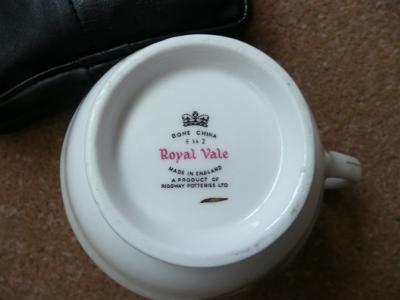 BONE CHINA
Royal Vale
MADE IN ENGLAND
A PRODUCT OF
RIDGWAY POTTERIES LTD